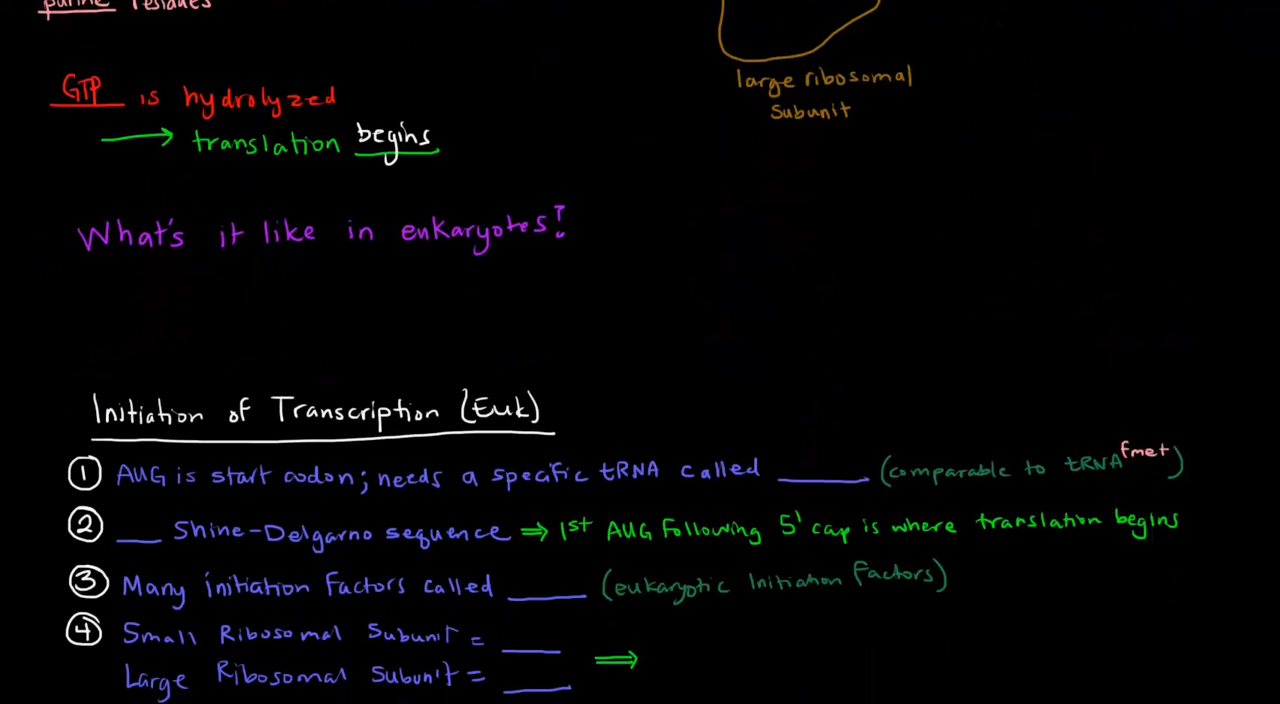 purine residues
large ribosomal
Subunit
GTP is hydrolyzed
→ translation begins
What's it like in eukaryotes?
Initiation of Transcription (Euk)
① AUG is start codon; needs a specific tRNA called ____ (comparable to tRNA^fmet)
② ___ Shine-Delgarno sequence ⇒ 1st AUG Following 5' cap is where translation begins
③ Many initiation Factors called ____ (eukaryotic Initiation factors)
④ Small Ribosomal Subunit = ____
Large Ribosomal Subunit = ____ ⇒